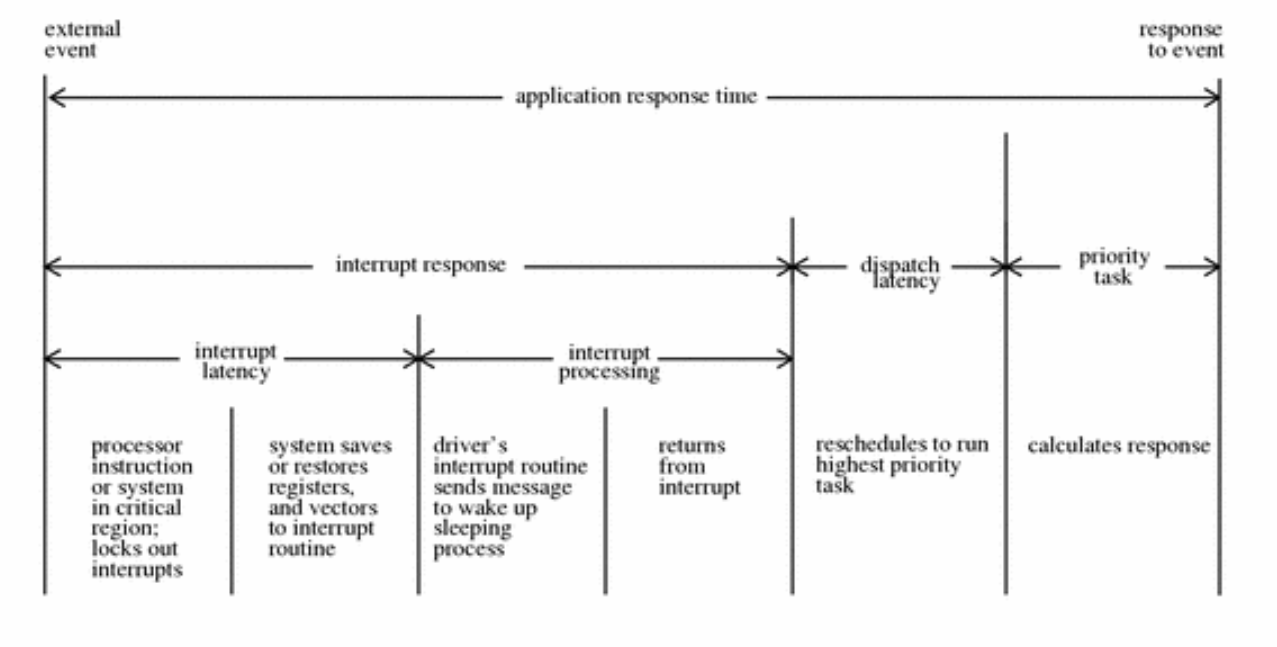 external
event
response
to event
application response time
interrupt response
dispatch
latency
priority
task
interrupt
latency
interrupt
processing
processor
instruction
or system
in critical
region;
locks out
interrupts
system saves
or restores
registers,
and vectors
to interrupt
routine
driver's
interrupt routine
sends message
to wake up
sleeping
process
returns
from
interrupt
reschedules to run
highest priority
task
calculates response